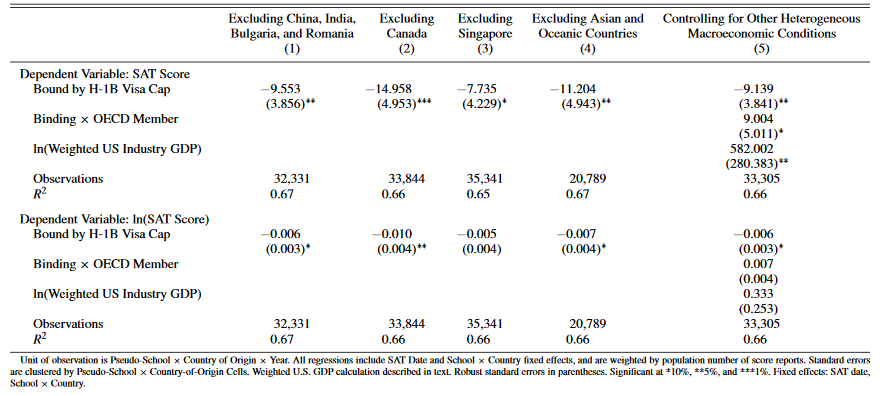 Excluding China, India, Excluding Excluding Excluding Asian and Controlling for Other Heterogeneous
Bulgaria, and Romania Canada Singapore Oceanic Countries Macroeconomic Conditions
(1) (2) (3) (4) (5)
Dependent Variable: SAT Score
Bound by H-1B Visa Cap −9.553 −14.958 −7.735 −11.204 −9.139
(3.856)** (4.953)*** (4.229)* (4.943)** (3.841)**
Binding × OECD Member 9.004
(5.011)*
ln(Weighted US Industry GDP) 582.002
(280.383)**
Observations 32,331 33,844 35,341 20,789 33,305
R² 0.67 0.66 0.65 0.67 0.66
Dependent Variable: ln(SAT Score)
Bound by H-1B Visa Cap −0.006 −0.010 −0.005 −0.007 −0.006
(0.003)* (0.004)** (0.004) (0.004)* (0.003)*
Binding × OECD Member 0.007
(0.004)
ln(Weighted US Industry GDP) 0.333
(0.253)
Observations 32,331 33,844 35,341 20,789 33,305
R² 0.67 0.66 0.66 0.66 0.66
Unit of observation is Pseudo-School × Country of Origin × Year. All regressions include SAT Date and School × Country fixed effects, and are weighted by population number of score reports. Standard errors
are clustered by Pseudo-School × Country-of-Origin Cells. Weighted U.S. GDP calculation described in text. Robust standard errors in parentheses. Significant at *10%, **5%, and ***1%. Fixed effects: SAT date,
School × Country.